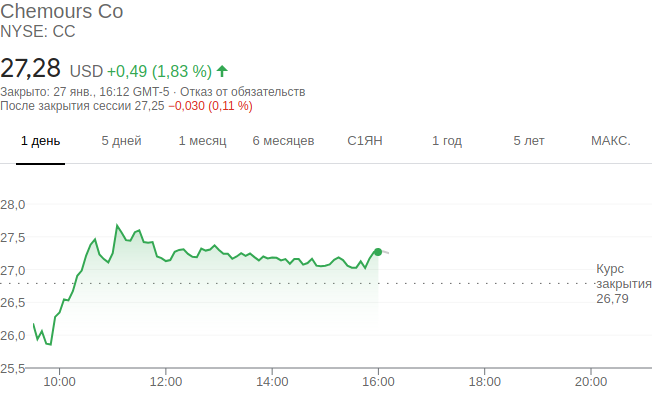 Chemours Co
NYSE: CC
27,28 USD +0,49 (1,83 %)
Закрыто: 27 янв., 16:12 GMT-5 · Отказ от обязательств
После закрытия сессии 27,25 −0,030 (0,11 %)
1 день 5 дней 1 месяц 6 месяцев С1ЯН 1 год 5 лет МАКС.
28,0
27,5
27,0
26,5
26,0
25,5
Курс
закрытия
26,79
10:00 12:00 14:00 16:00 18:00 20:00